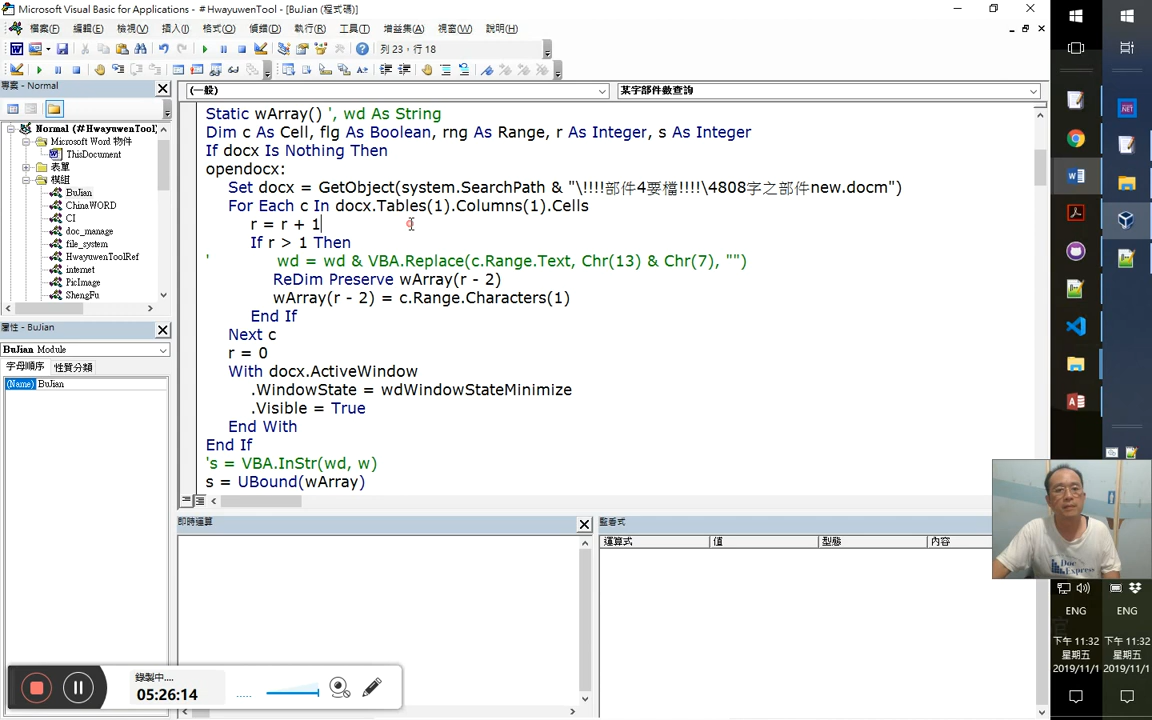 Microsoft Visual Basic for Applications - #HwayuwenTool - [BuJian (程式碼)]
檔案(F) 編輯(E) 檢視(V) 插入(I) 格式(O) 偵錯(D) 執行(R) 工具(T) 增益集(A) 視窗(W) 說明(H)
列 23，行 18
專案 - Normal
(一般)
某字部件數查詢
Normal (#HwayuwenTool)
Microsoft Word 物件
ThisDocument
表單
模組
BuJian
ChinaWORD
CI
doc_manage
file_system
HwayuwenToolRef
internet
PicImage
ShengFu
屬性 - BuJian
BuJian Module
字母順序 性質分類
(Name) BuJian
Static wArray() ', wd As String
Dim c As Cell, flg As Boolean, rng As Range, r As Integer, s As Integer
If docx Is Nothing Then
opendocx:
Set docx = GetObject(system.SearchPath & "\!!!!部件4要檔!!!!\4808字之部件new.docm")
For Each c In docx.Tables(1).Columns(1).Cells
r = r + 1
If r > 1 Then
' wd = wd & VBA.Replace(c.Range.Text, Chr(13) & Chr(7), "")
ReDim Preserve wArray(r - 2)
wArray(r - 2) = c.Range.Characters(1)
End If
Next c
r = 0
With docx.ActiveWindow
.WindowState = wdWindowStateMinimize
.Visible = True
End With
End If
's = VBA.InStr(wd, w)
s = UBound(wArray)
即時運算
監看式
運算式 值 型態 內容
錄製中....
05:26:14
Doc
Express
ENG ENG
下午 11:32 下午 11:32
星期五 星期五
2019/11/1 2019/11/1